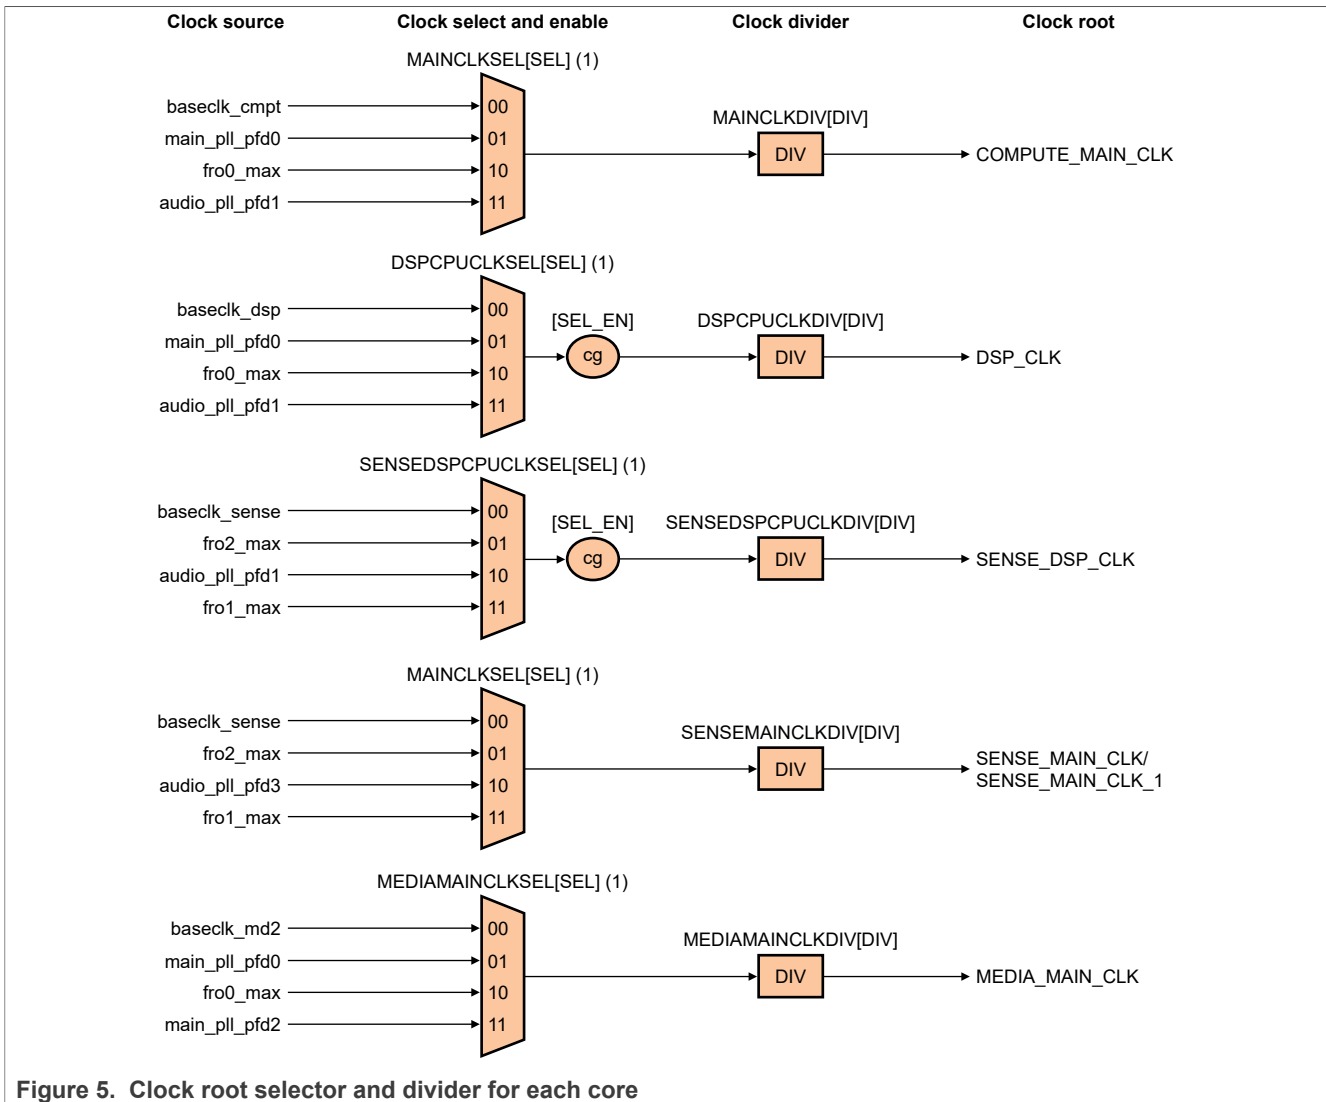 Clock source Clock select and enable Clock divider Clock root
MAINCLKSEL[SEL] (1)
baseclk_cmpt 00
MAINCLKDIV[DIV]
main_pll_pfd0 01
DIV COMPUTE_MAIN_CLK
fro0_max 10
audio_pll_pfd1 11
DSPCPUCLKSEL[SEL] (1)
baseclk_dsp 00
[SEL_EN] DSPCPUCLKDIV[DIV]
main_pll_pfd0 01
cg DIV DSP_CLK
fro0_max 10
audio_pll_pfd1 11
SENSEDSPCPUCLKSEL[SEL] (1)
baseclk_sense 00
[SEL_EN] SENSEDSPCPUCLKDIV[DIV]
fro2_max 01
cg DIV SENSE_DSP_CLK
audio_pll_pfd1 10
fro1_max 11
MAINCLKSEL[SEL] (1)
baseclk_sense 00
SENSEMAINCLKDIV[DIV]
fro2_max 01
DIV SENSE_MAIN_CLK/
SENSE_MAIN_CLK_1
audio_pll_pfd3 10
fro1_max 11
MEDIAMAINCLKSEL[SEL] (1)
baseclk_md2 00
MEDIAMAINCLKDIV[DIV]
main_pll_pfd0 01
DIV MEDIA_MAIN_CLK
fro0_max 10
main_pll_pfd2 11
Figure 5. Clock root selector and divider for each core